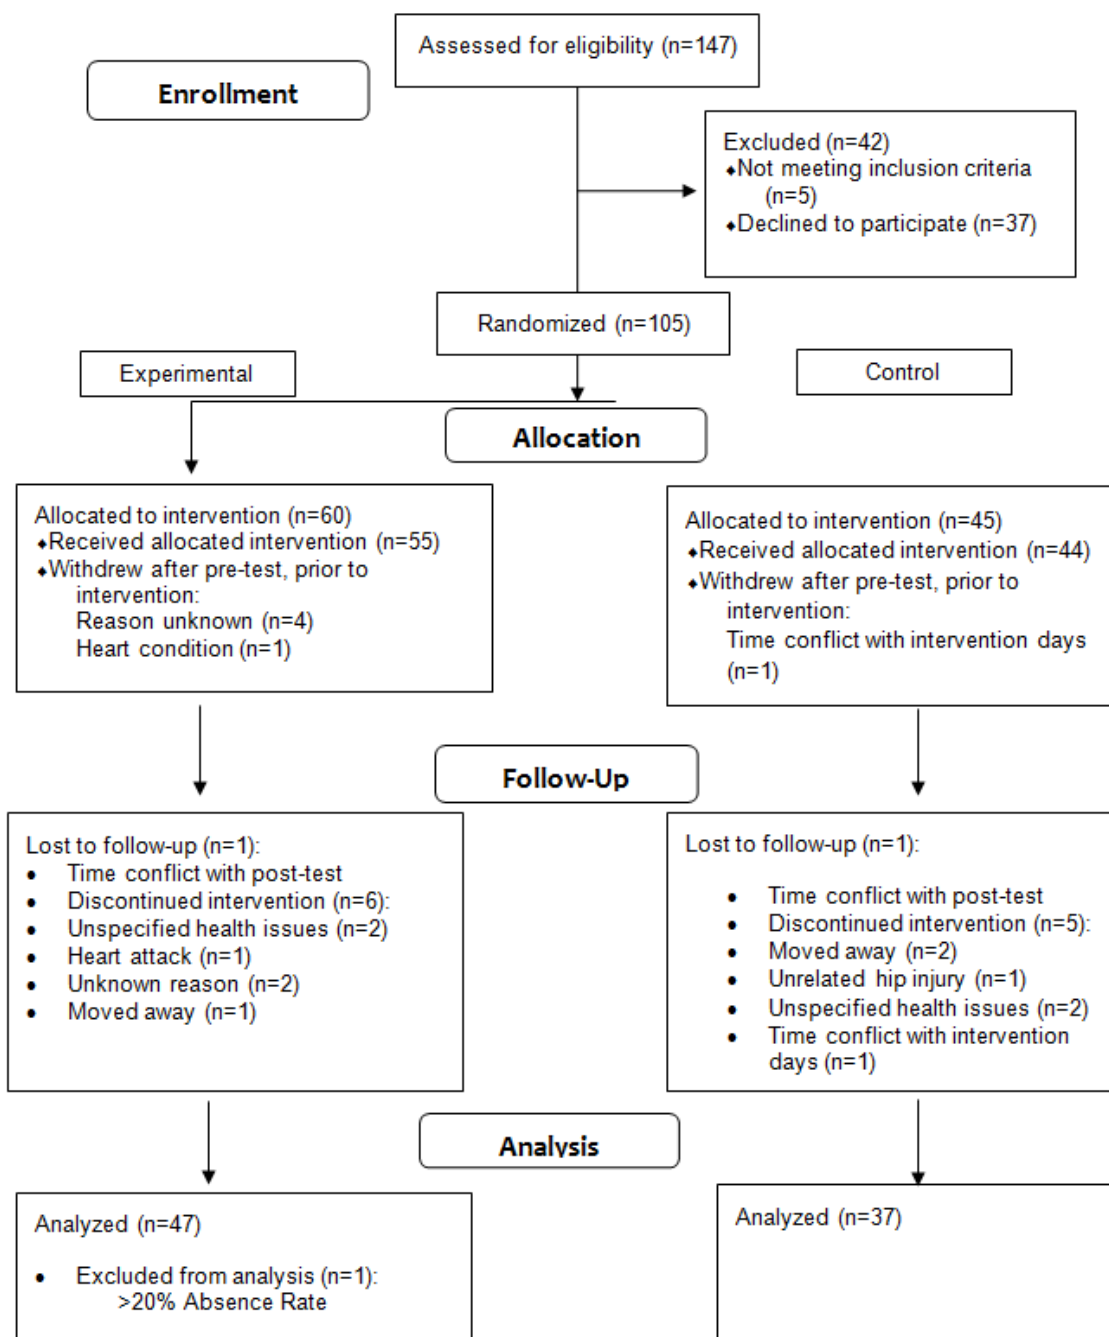 Assessed for eligibility (n=147)
Enrollment
Excluded (n=42)
⬥Not meeting inclusion criteria
(n=5)
⬥Declined to participate (n=37)
Randomized (n=105)
Experimental
Control
Allocation
Allocated to intervention (n=60)
⬥Received allocated intervention (n=55)
⬥Withdrew after pre-test, prior to
intervention:
Reason unknown (n=4)
Heart condition (n=1)
Allocated to intervention (n=45)
⬥Received allocated intervention (n=44)
⬥Withdrew after pre-test, prior to
intervention:
Time conflict with intervention days
(n=1)
Follow-Up
Lost to follow-up (n=1):
• Time conflict with post-test
• Discontinued intervention (n=6):
• Unspecified health issues (n=2)
• Heart attack (n=1)
• Unknown reason (n=2)
• Moved away (n=1)
Lost to follow-up (n=1):
• Time conflict with post-test
• Discontinued intervention (n=5):
• Moved away (n=2)
• Unrelated hip injury (n=1)
• Unspecified health issues (n=2)
• Time conflict with intervention
days (n=1)
Analysis
Analyzed (n=47)
• Excluded from analysis (n=1):
>20% Absence Rate
Analyzed (n=37)